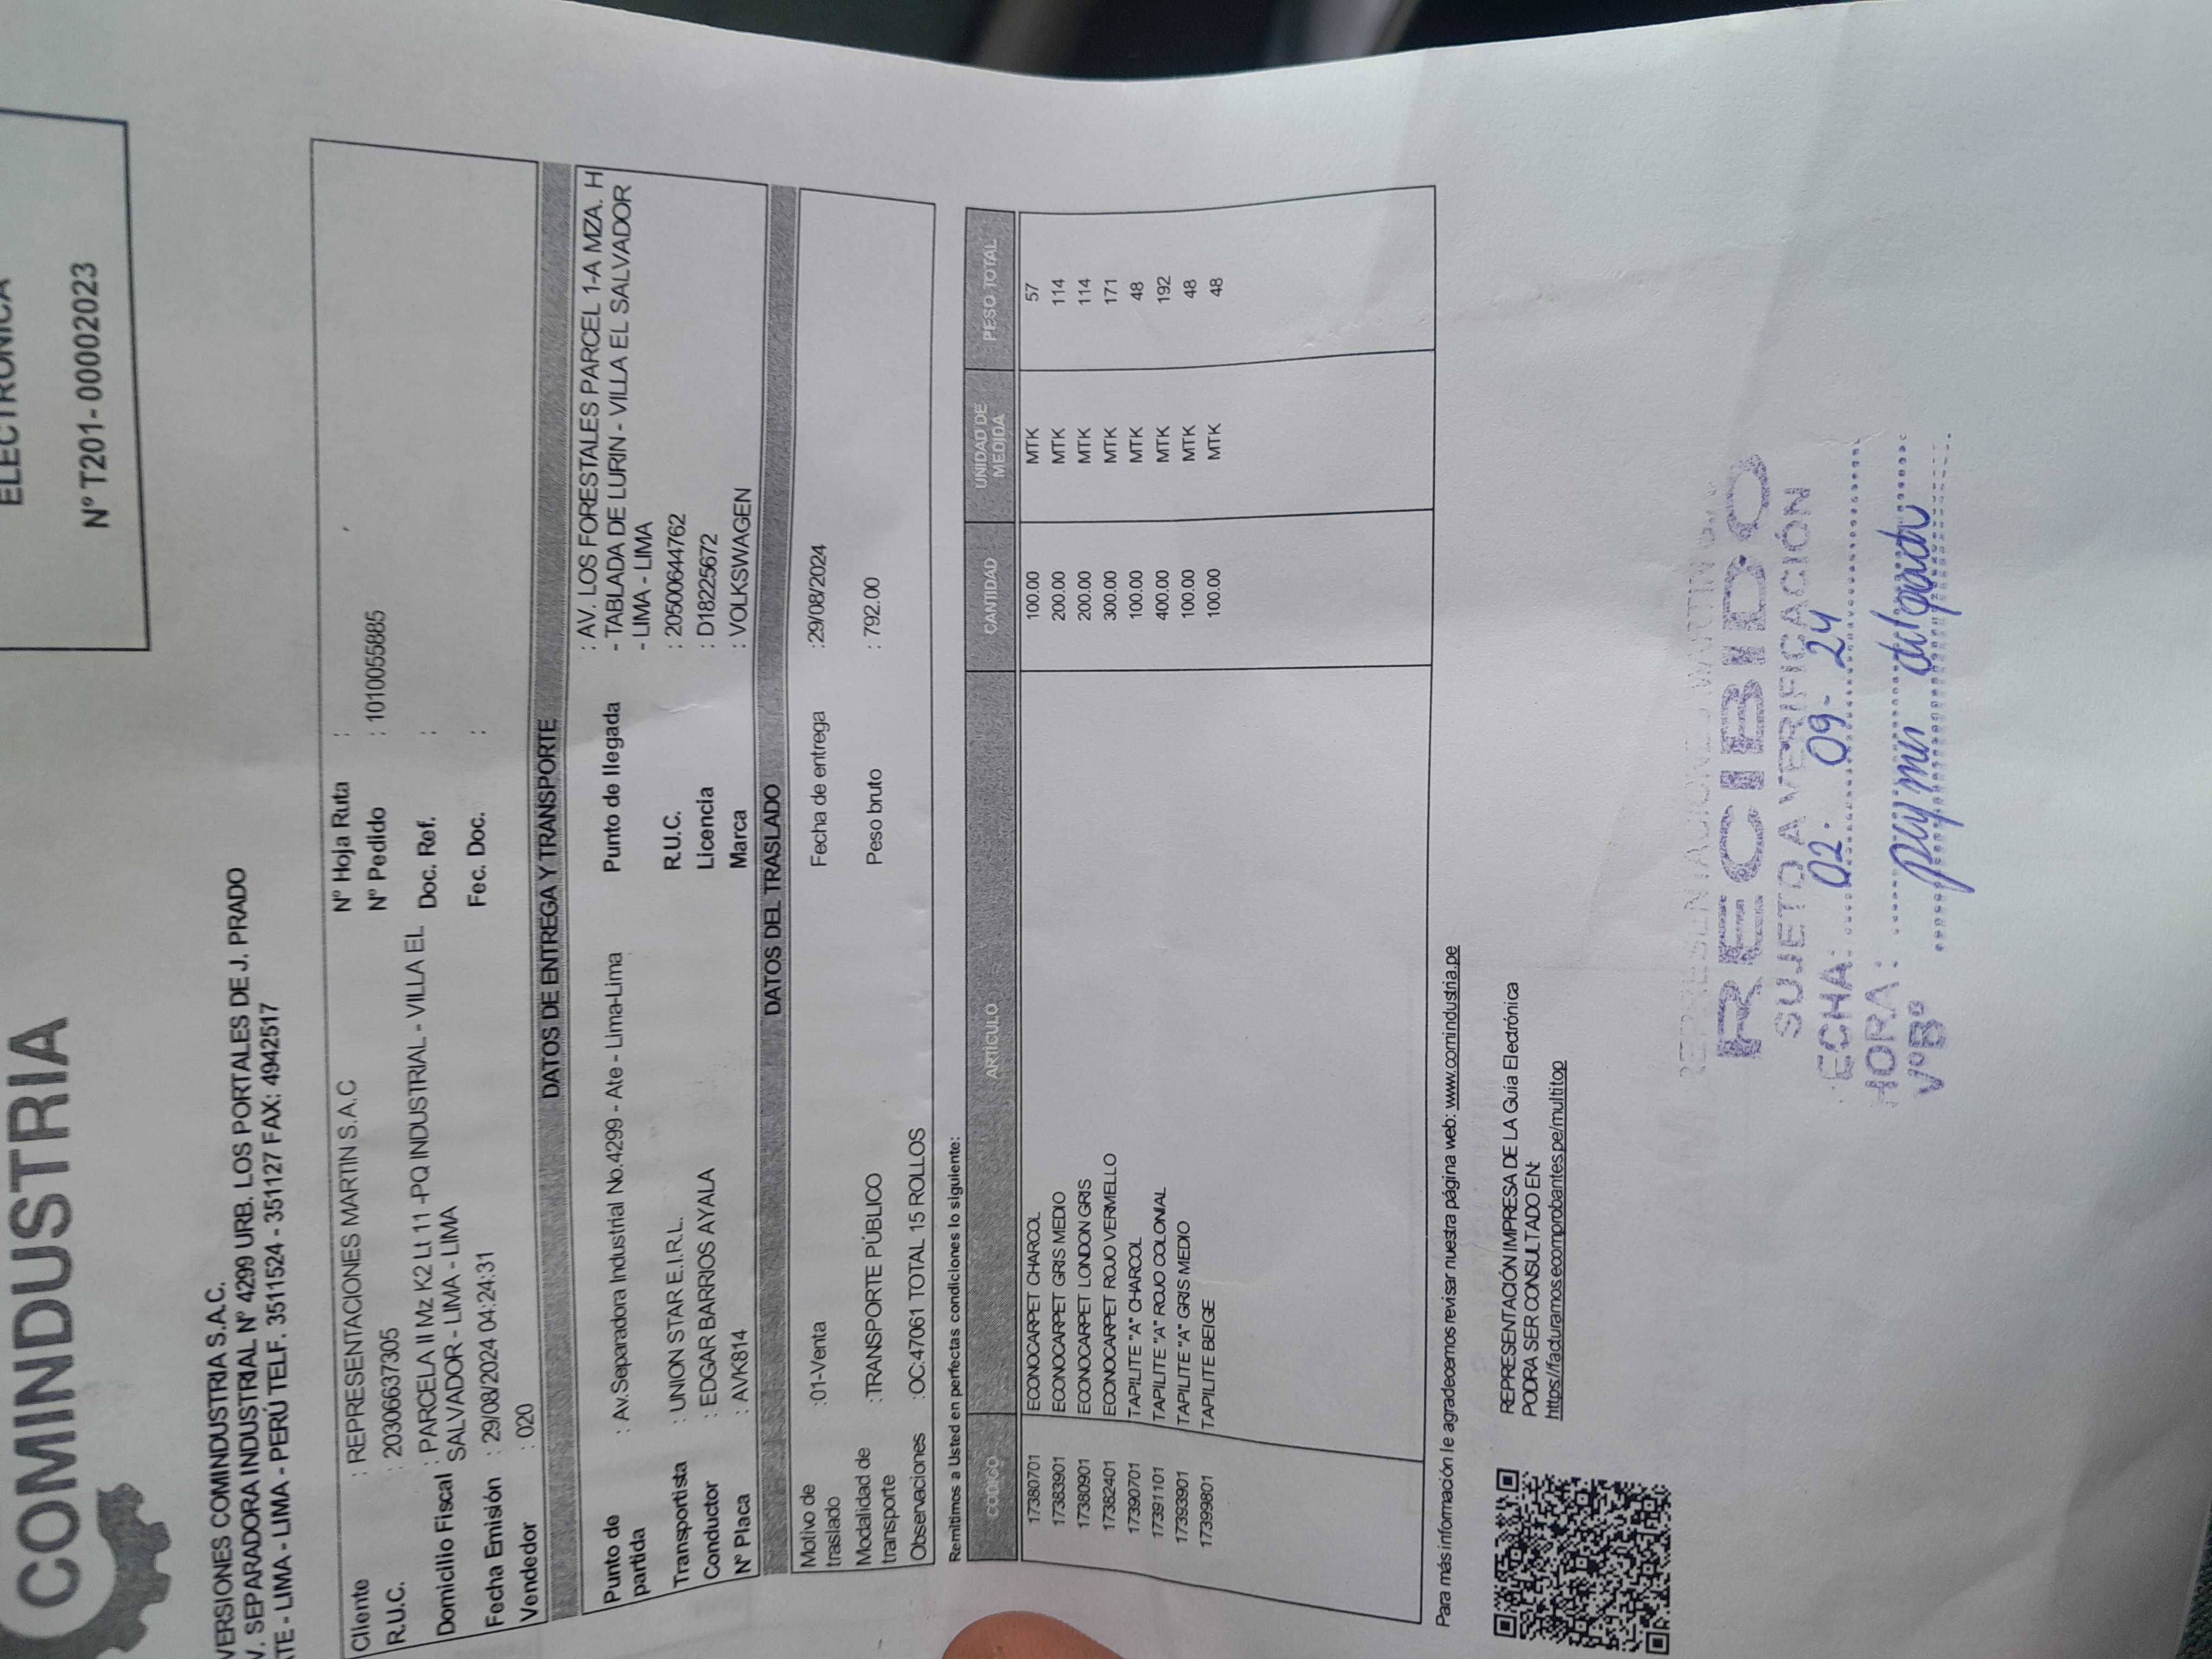 ELECTRONICA
Nº T201- 00002023
COMINDUSTRIA
VERSIONES COMINDUSTRIA S.A.C.
V. SEPARADORA INDUSTRIAL Nº 4299 URB. LOS PORTALES DE J. PRADO
TE - LIMA - LIMA - PERÚ TELF. 3511524 - 351127 FAX: 4942517
Cliente : REPRESENTACIONES MARTIN S.A.C Nº Hoja Ruta :
R.U.C. : 20306637305 Nº Pedido : 1010055885
Domicilio Fiscal : PARCELA II Mz K2 Lt 11 -PQ INDUSTRIAL - VILLA EL Doc. Ref. :
SALVADOR - LIMA - LIMA
Fecha Emisión : 29/08/2024 04:24:31 Fec. Doc. :
Vendedor : 020
DATOS DE ENTREGA Y TRANSPORTE
Punto de partida : Av.Separadora Industrial No.4299 - Ate - Lima-Lima Punto de llegada : AV. LOS FORESTALES PARCEL 1-A MZA. H
- TABLADA DE LURIN - VILLA EL SALVADOR
- LIMA - LIMA
Transportista : UNION STAR E.I.R.L. R.U.C. : 20500644762
Conductor : EDGAR BARRIOS AYALA Licencia : D18225672
Nº Placa : AVK814 Marca : VOLKSWAGEN
DATOS DEL TRASLADO
Motivo de traslado :01-Venta Fecha de entrega :29/08/2024
Modalidad de transporte :TRANSPORTE PÚBLICO Peso bruto : 792.00
Observaciones :OC:47061 TOTAL 15 ROLLOS
Remitimos a Usted en perfectas condiciones lo siguiente:
CODIGO ARTÍCULO CANTIDAD UNIDAD DE MEDIDA PESO TOTAL
17380701 ECONOCARPET CHARCOL 100.00 MTK 57
17383901 ECONOCARPET GRIS MEDIO 200.00 MTK 114
17380901 ECONOCARPET LONDON GRIS 200.00 MTK 114
17382401 ECONOCARPET ROJO VERMELLO 300.00 MTK 171
17390701 TAPILITE "A" CHARCOL 100.00 MTK 48
17391101 TAPILITE "A" ROJO COLONIAL 400.00 MTK 192
17393901 TAPILITE "A" GRIS MEDIO 100.00 MTK 48
17399801 TAPILITE BEIGE 100.00 MTK 48
Para más información le agradecemos revisar nuestra página web: www.comindustria.pe
REPRESENTACIÓN IMPRESA DE LA Guía Electrónica
PODRA SER CONSULTADO EN:
https://facturamos.ecomprobantes.pe/multitop
REPRESENTACIONES MARTIN
RECIBIDO
SUJETO A VERIFICACIÓN
FECHA: 02. 09- 24
HORA:
VºBº